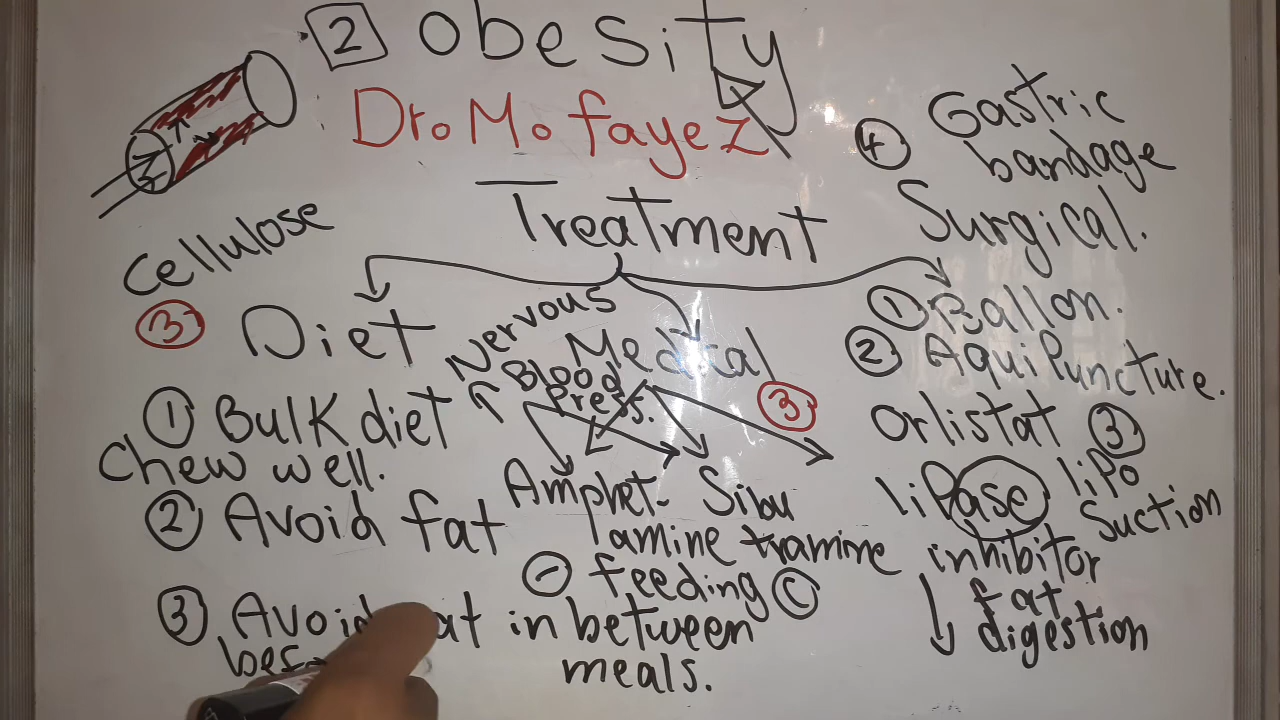 2 Obesity
Dr. Mo fayez
Treatment
Cellulose
3 Diet
1 Bulk diet
Chew well.
2 Avoid fat
3 Avoid at in between
meals.
Nervous
Medical
3
↑ Blood
Press.
Amphet-
amine
Sibu
tramine
⊖ feeding C
Orlistat
lipase
inhibitor
↓ fat
digestion
Surgical.
1 Ballon.
2 Aquipuncture.
3
lipo
Suction
4 Gastric
bandage